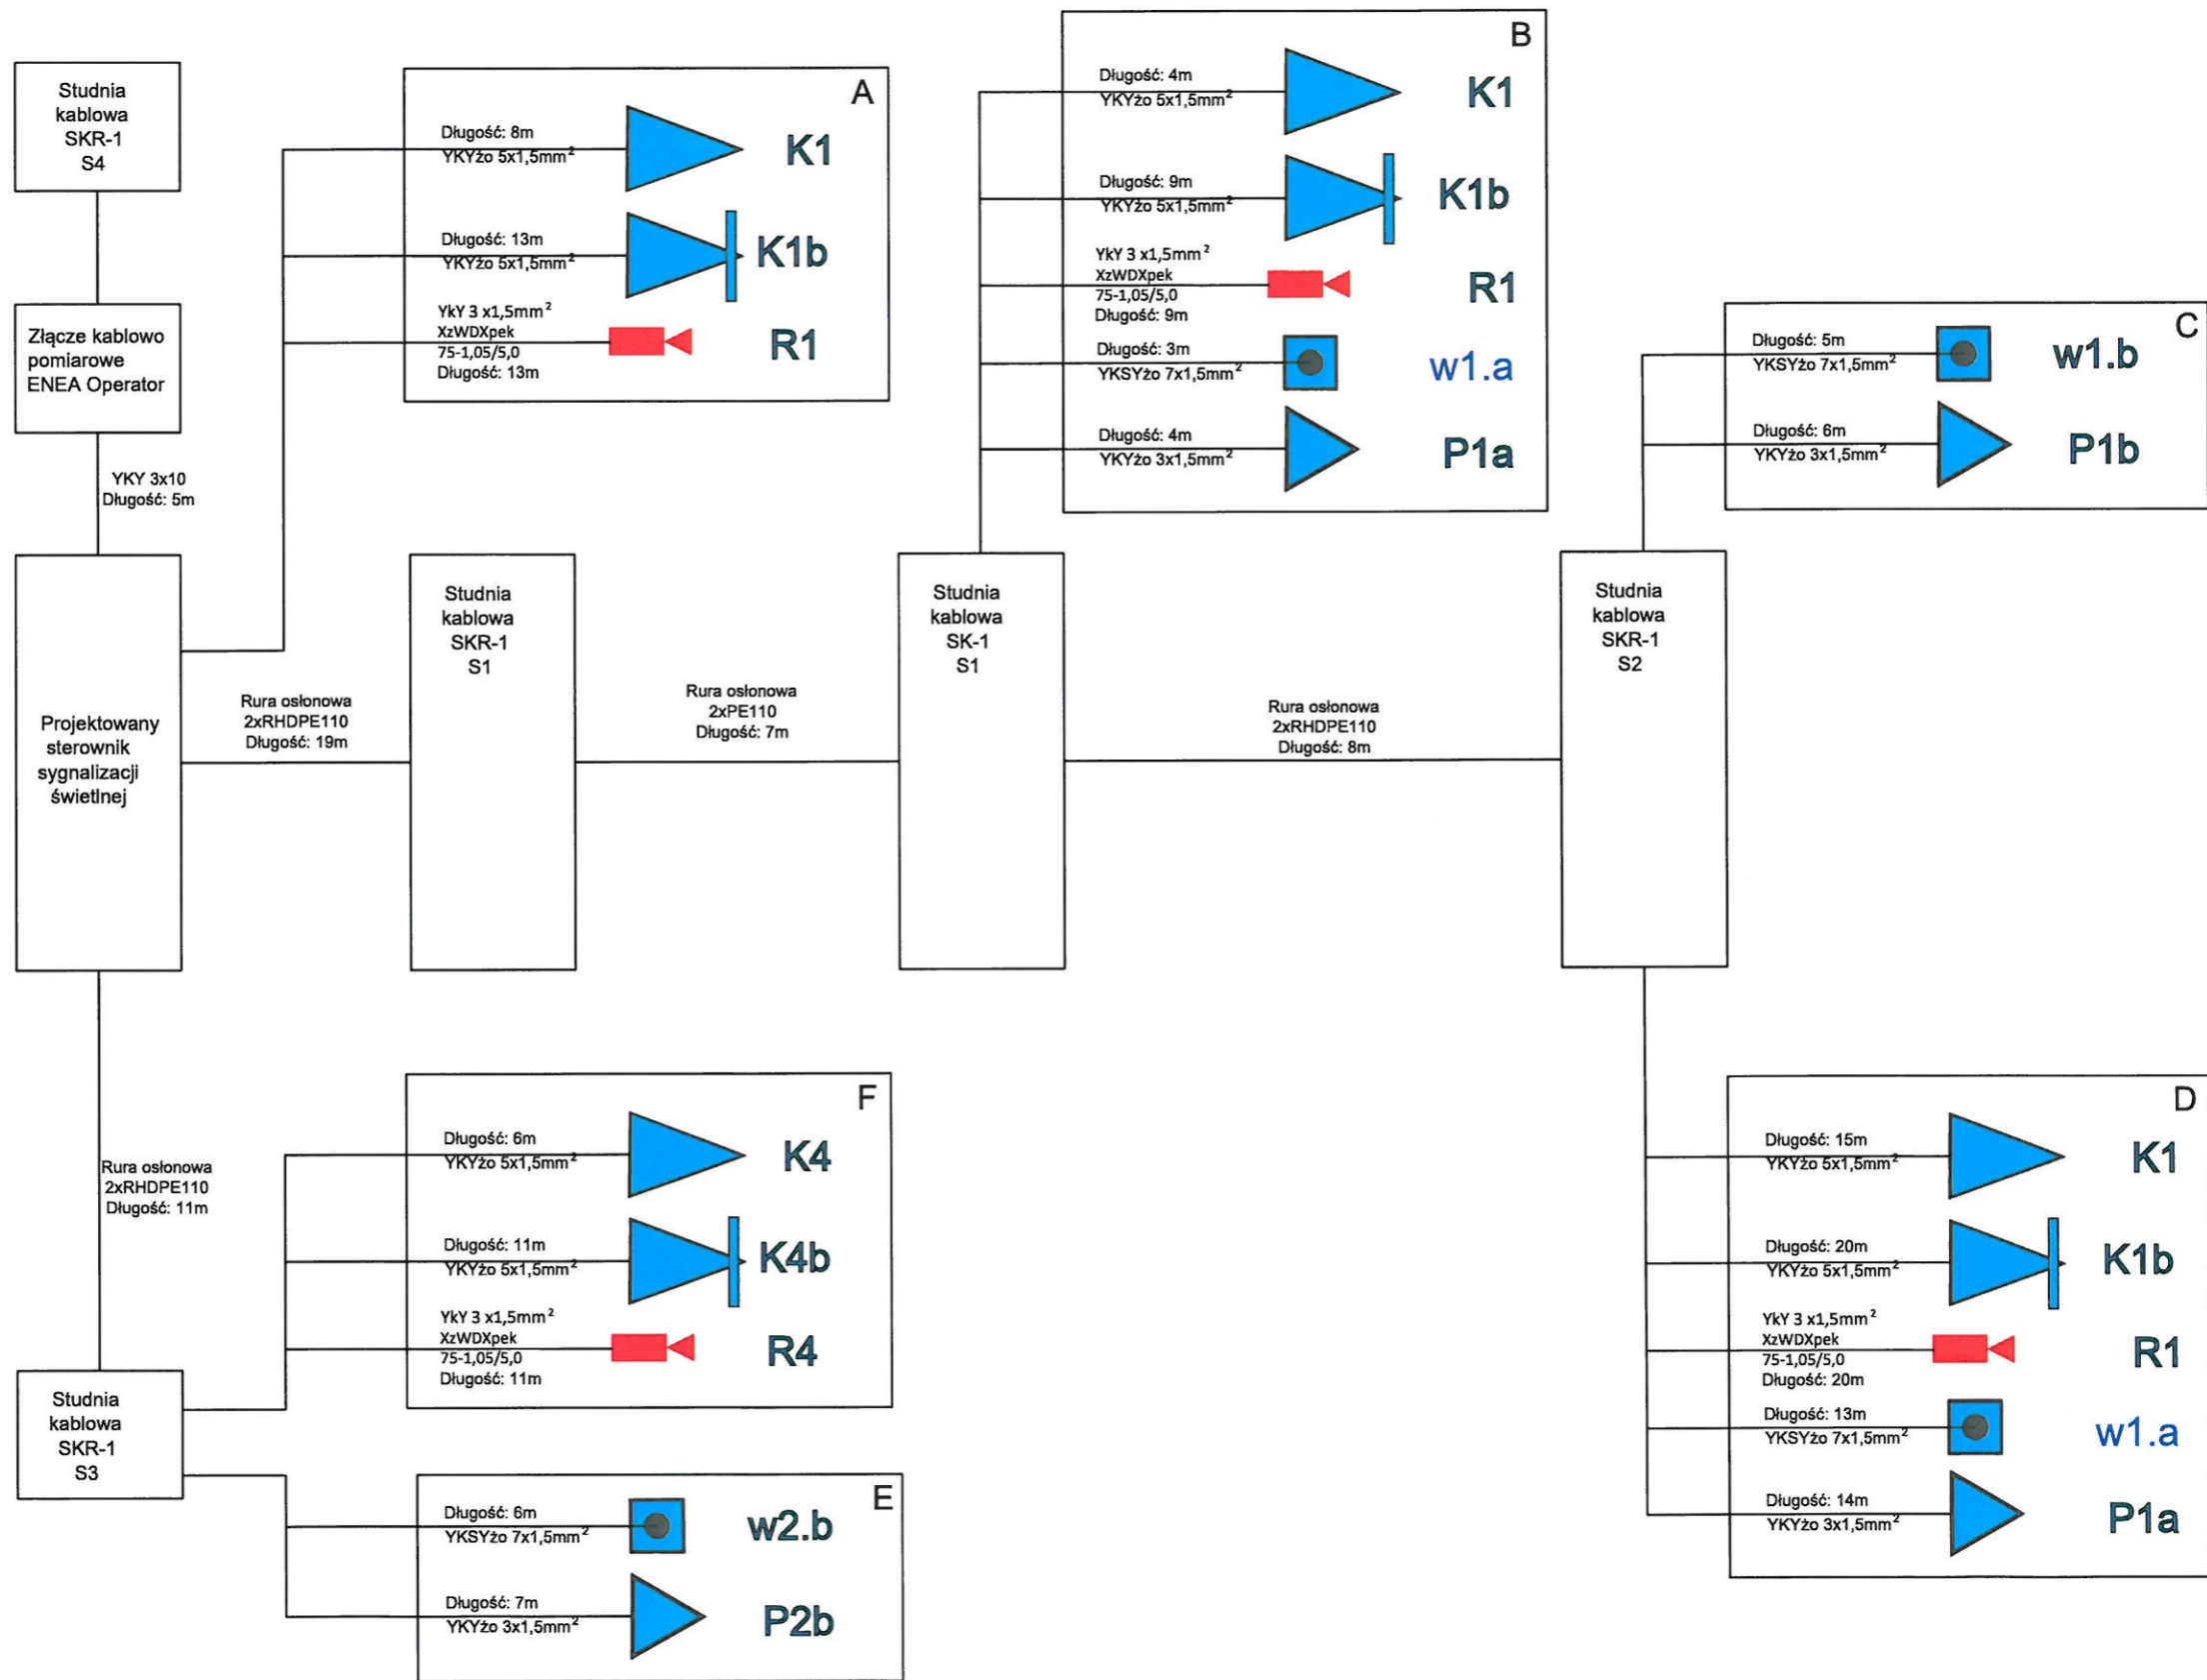 Studnia
kablowa
SKR-1
S4
Złącze kablowo
pomiarowe
ENEA Operator
YKY 3x10
Długość: 5m
Projektowany
sterownik
sygnalizacji
świetlnej
A
Długość: 8m
YKYżo 5x1,5mm²
K1
Długość: 13m
YKYżo 5x1,5mm²
K1b
YkY 3 x1,5mm²
XzWDXpek
75-1,05/5,0
Długość: 13m
R1
Rura osłonowa
2xRHDPE110
Długość: 19m
Studnia
kablowa
SKR-1
S1
Rura osłonowa
2xPE110
Długość: 7m
Studnia
kablowa
SK-1
S1
B
Długość: 4m
YKYżo 5x1,5mm²
K1
Długość: 9m
YKYżo 5x1,5mm²
K1b
YkY 3 x1,5mm²
XzWDXpek
75-1,05/5,0
Długość: 9m
R1
Długość: 3m
YKSYżo 7x1,5mm²
w1.a
Długość: 4m
YKYżo 3x1,5mm²
P1a
Rura osłonowa
2xRHDPE110
Długość: 8m
Studnia
kablowa
SKR-1
S2
C
Długość: 5m
YKSYżo 7x1,5mm²
w1.b
Długość: 6m
YKYżo 3x1,5mm²
P1b
D
Długość: 15m
YKYżo 5x1,5mm²
K1
Długość: 20m
YKYżo 5x1,5mm²
K1b
YkY 3 x1,5mm²
XzWDXpek
75-1,05/5,0
Długość: 20m
R1
Długość: 13m
YKSYżo 7x1,5mm²
w1.a
Długość: 14m
YKYżo 3x1,5mm²
P1a
Rura osłonowa
2xRHDPE110
Długość: 11m
Studnia
kablowa
SKR-1
S3
F
Długość: 6m
YKYżo 5x1,5mm²
K4
Długość: 11m
YKYżo 5x1,5mm²
K4b
YkY 3 x1,5mm²
XzWDXpek
75-1,05/5,0
Długość: 11m
R4
E
Długość: 6m
YKSYżo 7x1,5mm²
w2.b
Długość: 7m
YKYżo 3x1,5mm²
P2b